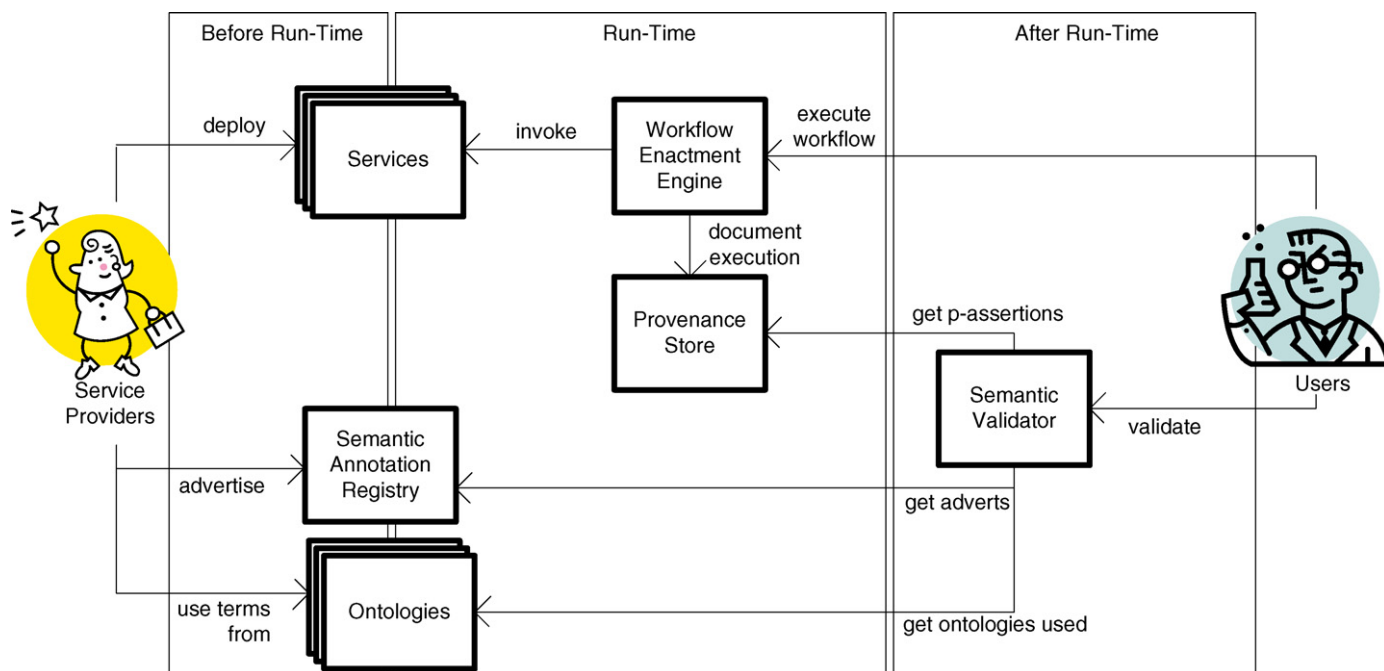 Before Run-Time
Run-Time
After Run-Time
deploy
Services
invoke
Workflow
Enactment
Engine
execute
workflow
document
execution
Provenance
Store
get p-assertions
Service
Providers
Users
Semantic
Validator
validate
Semantic
Annotation
Registry
advertise
get adverts
use terms
from
Ontologies
get ontologies used